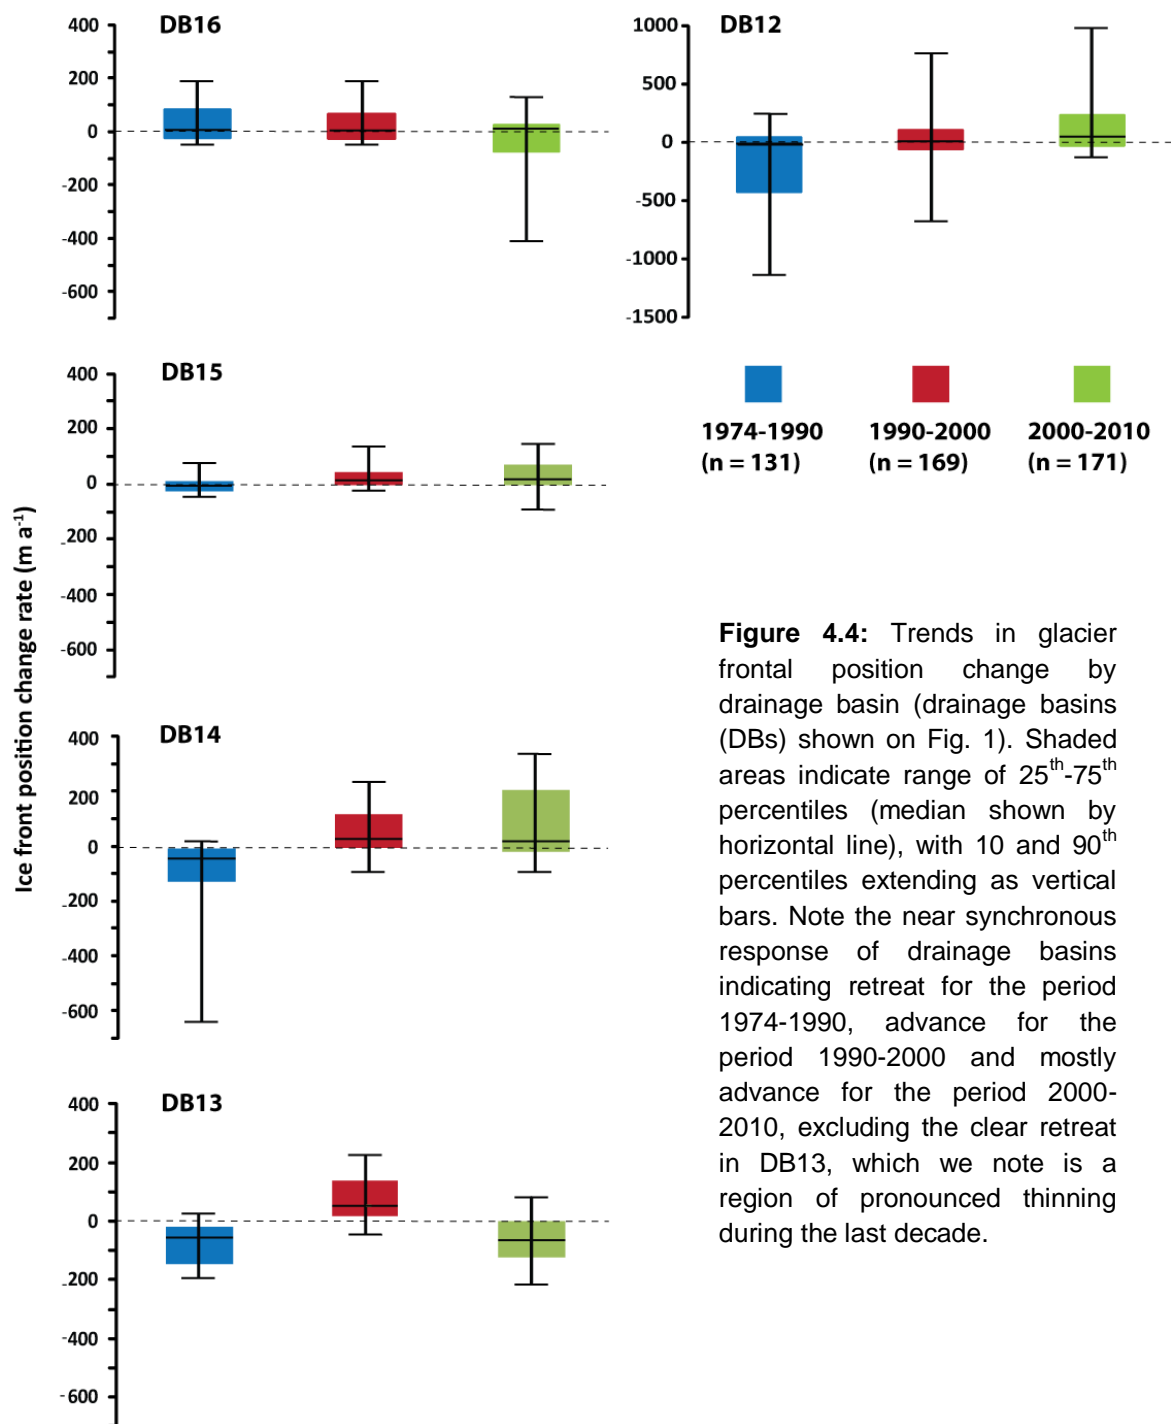 DB16
400
200
0
-200
-400
-600
DB12
1000
500
0
-500
-1000
-1500
DB15
400
200
0
-200
-400
-600
1974-1990
(n = 131)
1990-2000
(n = 169)
2000-2010
(n = 171)
Ice front position change rate (m a-1)
DB14
400
200
0
-200
-400
-600
DB13
400
200
0
-200
-400
-600
Figure 4.4: Trends in glacier
frontal position change by
drainage basin (drainage basins
(DBs) shown on Fig. 1). Shaded
areas indicate range of 25th-75th
percentiles (median shown by
horizontal line), with 10 and 90th
percentiles extending as vertical
bars. Note the near synchronous
response of drainage basins
indicating retreat for the period
1974-1990, advance for the
period 1990-2000 and mostly
advance for the period 2000-
2010, excluding the clear retreat
in DB13, which we note is a
region of pronounced thinning
during the last decade.